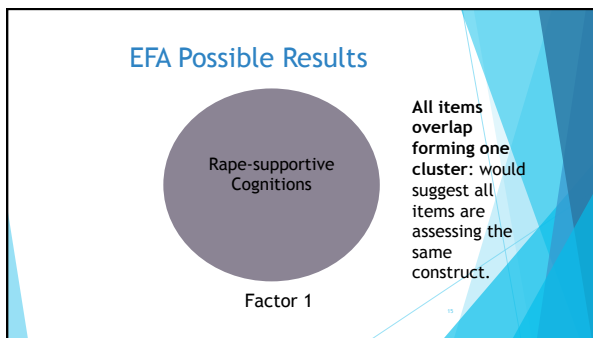 EFA Possible Results
Rape-supportive
Cognitions
Factor 1
All items
overlap
forming one
cluster: would
suggest all
items are
assessing the
same
construct.